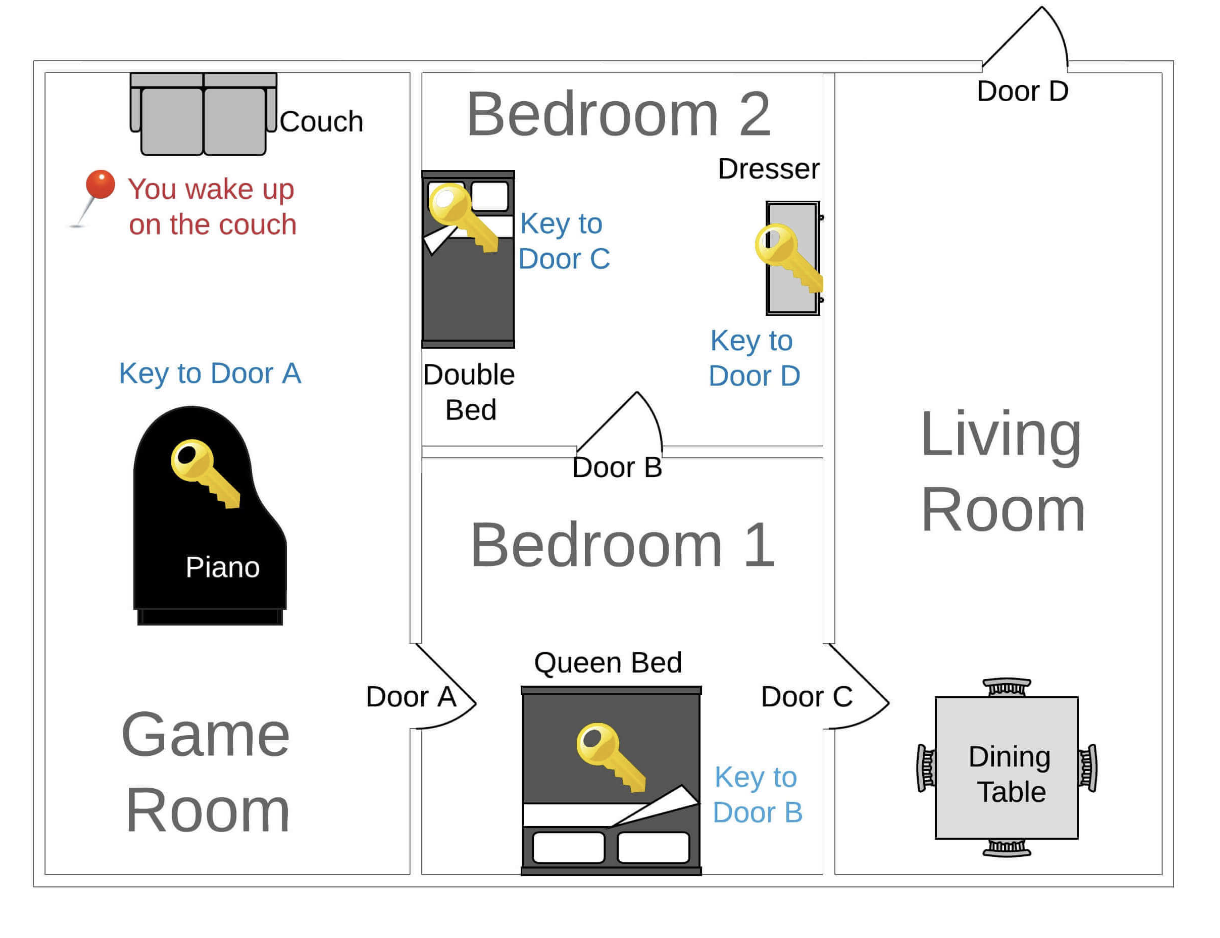 Door D
Couch
You wake up
on the couch
Bedroom 2
Dresser
Key to
Door C
Key to
Door D
Double
Bed
Door B
Key to Door A
Piano
Living
Room
Bedroom 1
Queen Bed
Door A
Door C
Key to
Door B
Game
Room
Dining
Table